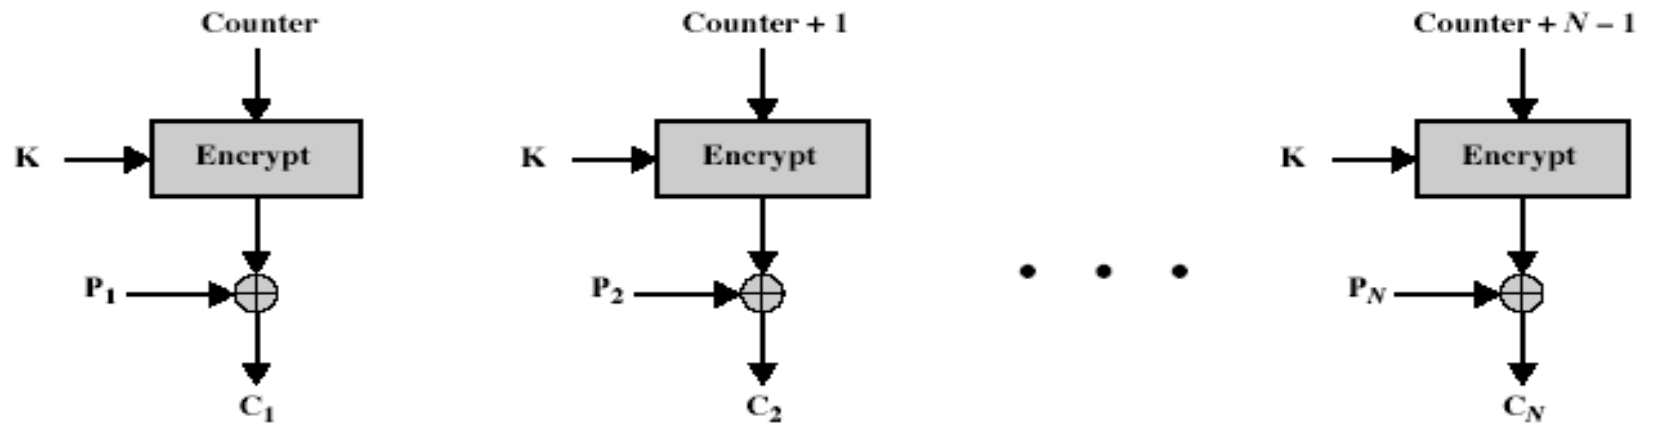 Counter Counter + 1 Counter + N − 1
K Encrypt K Encrypt K Encrypt
P1 P2 PN
C1 C2 CN